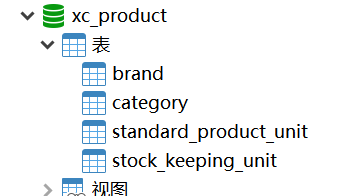 xc_product
表
brand
category
standard_product_unit
stock_keeping_unit
视图